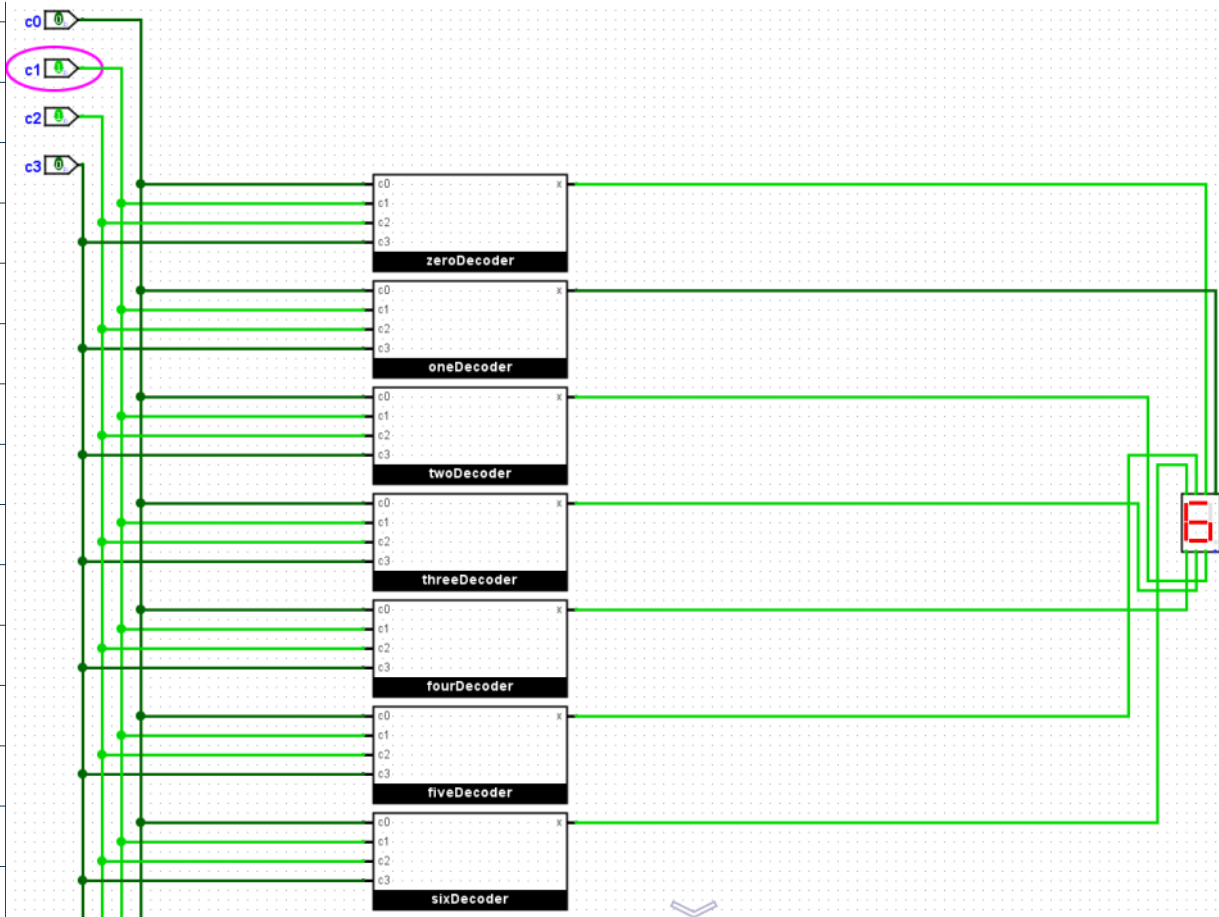 c0 0
c1 1
c2 1
c3 0
c0 x
c1
c2
c3
zeroDecoder
c0 x
c1
c2
c3
oneDecoder
c0 x
c1
c2
c3
twoDecoder
c0 x
c1
c2
c3
threeDecoder
6
c0 x
c1
c2
c3
fourDecoder
c0 x
c1
c2
c3
fiveDecoder
c0 x
c1
c2
c3
sixDecoder